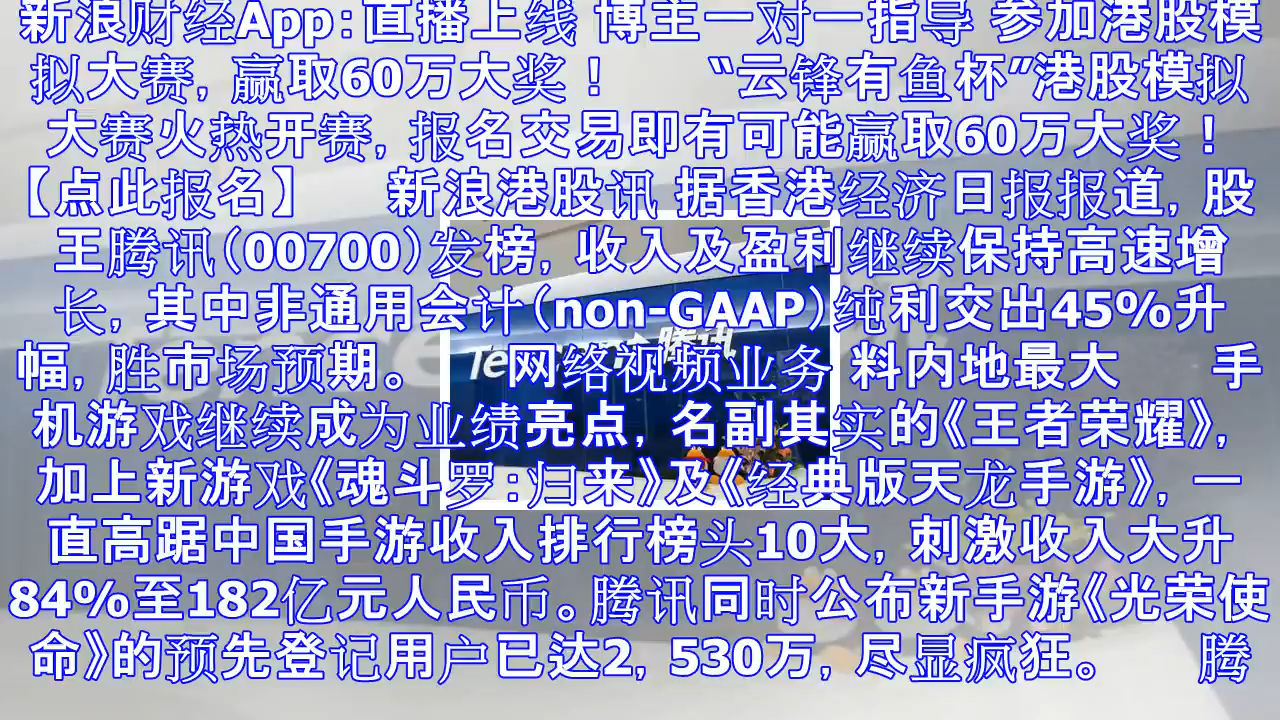 新浪财经App:直播上线 博主一对一指导 参加港股模
拟大赛, 赢取60万大奖! “云锋有鱼杯”港股模拟
大赛火热开赛, 报名交易即有可能赢取60万大奖!
【点此报名】 新浪港股讯 据香港经济日报报道, 股
王腾讯(00700)发榜, 收入及盈利继续保持高速增
长, 其中非通用会计(non-GAAP)纯利交出45%升
幅, 胜市场预期。 网络视频业务 料内地最大 手
机游戏继续成为业绩亮点, 名副其实的《王者荣耀》,
加上新游戏《魂斗罗:归来》及《经典版天龙手游》, 一
直高踞中国手游收入排行榜头10大, 刺激收入大升
84%至182亿元人民币。腾讯同时公布新手游《光荣使
命》的预先登记用户已达2, 530万, 尽显疯狂。 腾
腾讯